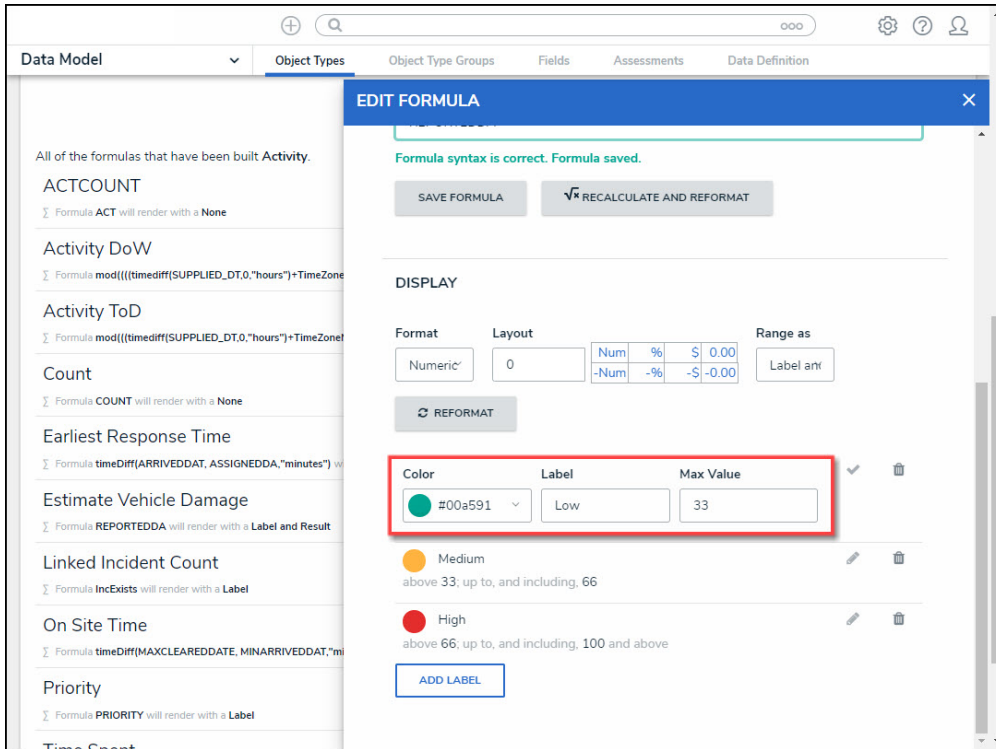 Data Model
Object Types
Object Type Groups
Fields
Assessments
Data Definition
EDIT FORMULA
All of the formulas that have been built Activity.
ACTCOUNT
∑ Formula ACT will render with a None
Activity DoW
∑ Formula mod((((timediff(SUPPLIED_DT,0,"hours")+TimeZone
Activity ToD
∑ Formula mod(((timediff(SUPPLIED_DT,0,"hours")+TimeZone
Count
∑ Formula COUNT will render with a None
Earliest Response Time
∑ Formula timeDiff(ARRIVEDDAT, ASSIGNEDDA,"minutes") w
Estimate Vehicle Damage
∑ Formula REPORTEDDA will render with a Label and Result
Linked Incident Count
∑ Formula IncExists will render with a Label
On Site Time
∑ Formula timeDiff(MAXCLEAREDDATE, MINARRIVEDDAT,"mi
Priority
∑ Formula PRIORITY will render with a Label
Time Spent
Formula syntax is correct. Formula saved.
SAVE FORMULA
RECALCULATE AND REFORMAT
DISPLAY
Format Layout Range as
Numeric 0 Label an
Num % $ 0.00
-Num -% -$ -0.00
REFORMAT
Color Label Max Value
#00a591 Low 33
Medium
above 33; up to, and including, 66
High
above 66; up to, and including, 100 and above
ADD LABEL